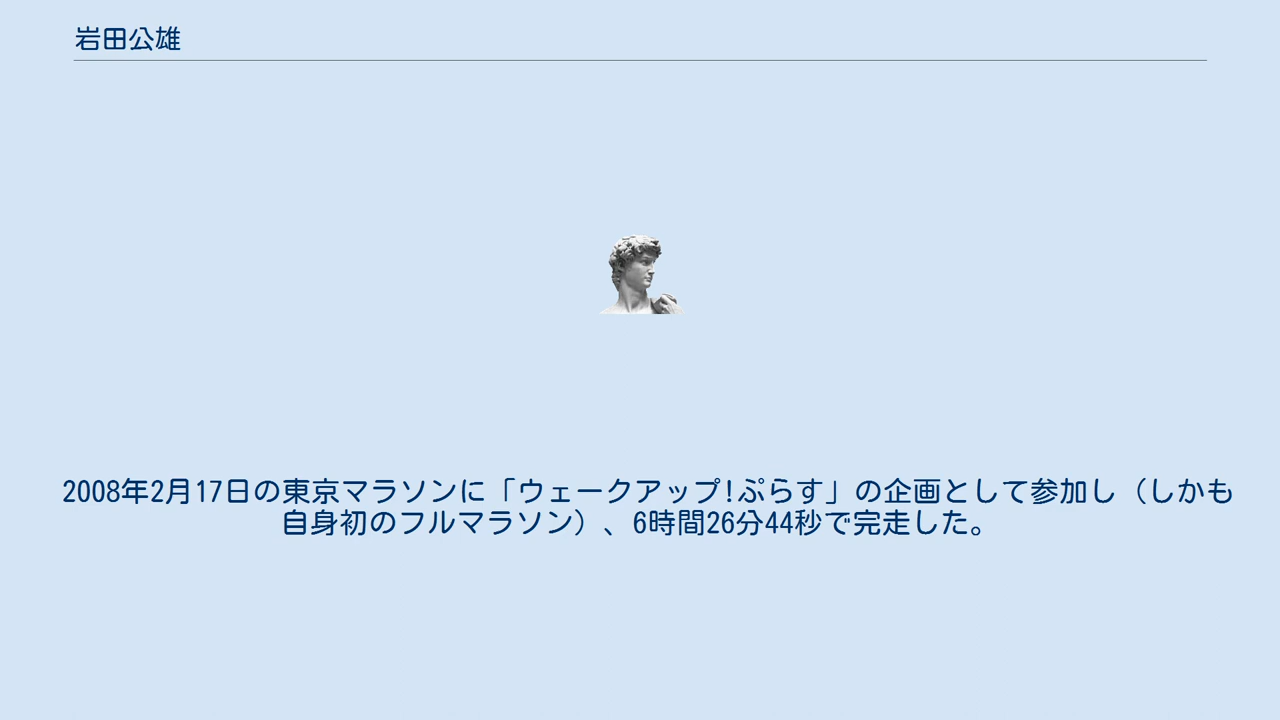 岩田公雄
2008年2月17日の東京マラソンに「ウェークアップ!ぷらす」の企画として参加し（しかも
自身初のフルマラソン）、6時間26分44秒で完走した。